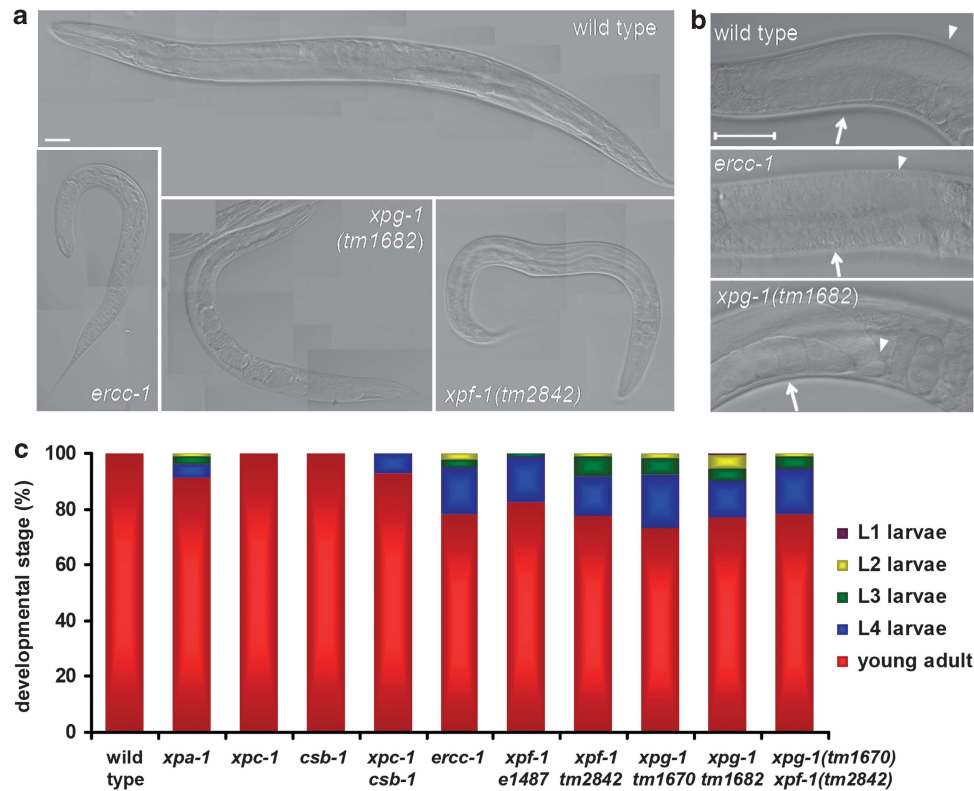 a
wild type
ercc-1
xpg-1
(tm1682)
xpf-1(tm2842)
b
wild type
ercc-1
xpg-1(tm1682)
c
developmental stage (%)
100
80
60
40
20
0
wild
type
xpa-1
xpc-1
csb-1
xpc-1
csb-1
ercc-1
xpf-1
e1487
xpf-1
tm2842
xpg-1
tm1670
xpg-1
tm1682
xpg-1(tm1670)
xpf-1(tm2842)
L1 larvae
L2 larvae
L3 larvae
L4 larvae
young adult